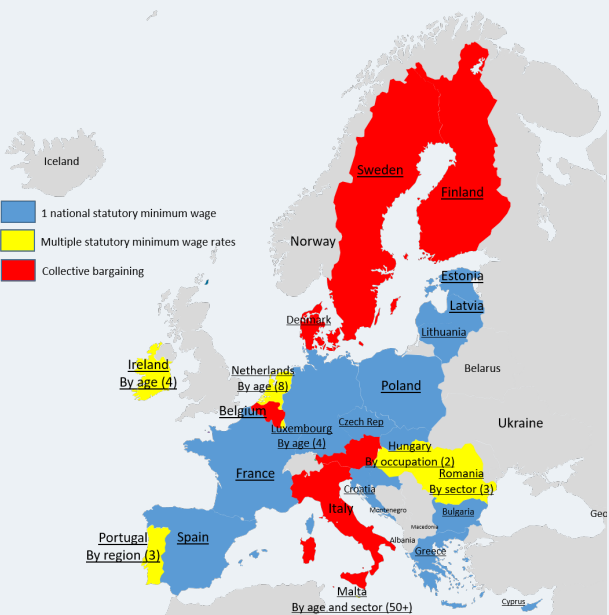 Iceland
Sweden
Finland
1 national statutory minimum wage
Multiple statutory minimum wage rates
Collective bargaining
Norway
Estonia
Latvia
Lithuania
Denmark
Ireland
By age (4)
Netherlands
By age (8)
Belarus
Poland
Belgium
Ukraine
Czech Rep
Luxembourg
By age (4)
Hungary
By occupation (2)
France
Romania
By sector (3)
Croatia
Italy
Montenegro
Bulgaria
Geo
Macedonia
Portugal
By region (3)
Spain
Albania
Greece
Malta
By age and sector (50+)
Cyprus